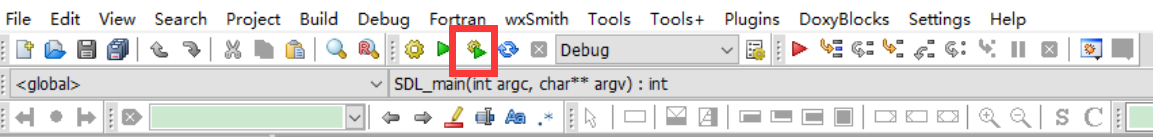 File Edit View Search Project Build Debug Fortran wxSmith Tools Tools+ Plugins DoxyBlocks Settings Help
Debug
<global> SDL_main(int argc, char** argv) : int
Aa .* S C